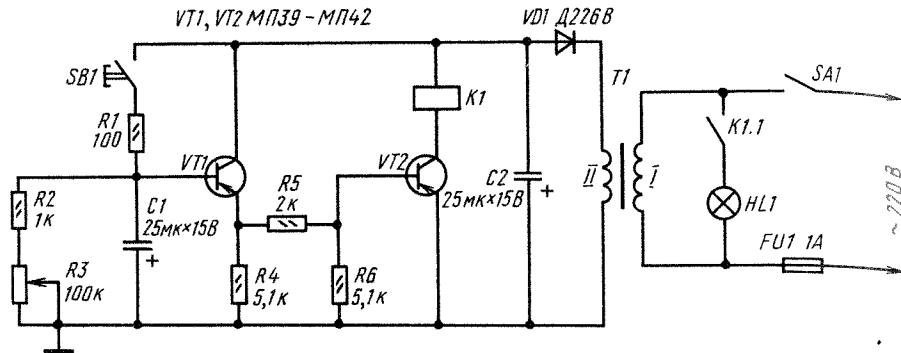 VT1, VT2 МП39 – МП42
VD1 Д226В
SB1
R1
100
VT1
R2
1к
C1
25мк×15В
+
R3
100к
R5
2к
R4
5,1к
R6
5,1к
VT2
K1
C2
25мк×15В
+
T1
II
I
SA1
K1.1
HL1
FU1 1А
~220В